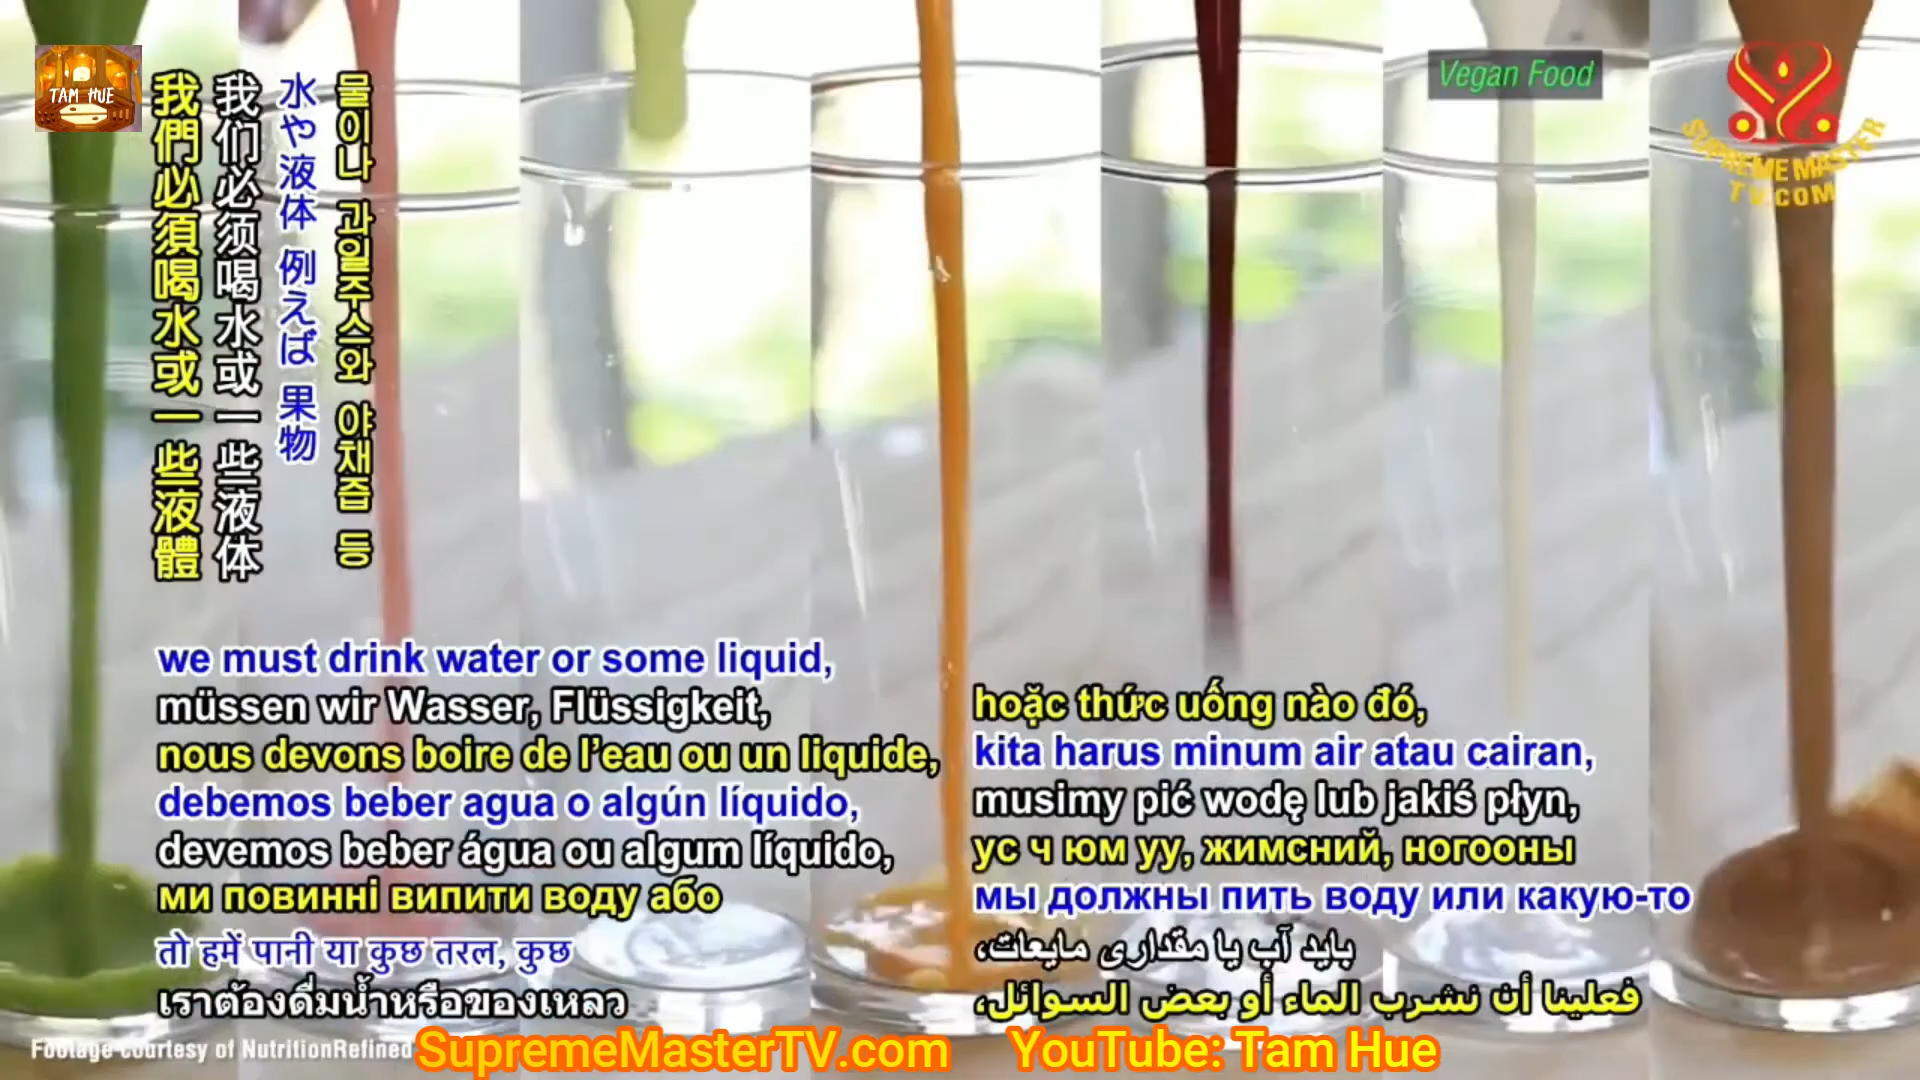 TAM HUE
我們必須喝水或一些液體
我们必须喝水或一些液体
水や液体 例えば 果物
물이나 과일주스와 야채즙 등
Vegan Food
SUPREME MASTER
TV.COM
we must drink water or some liquid,
müssen wir Wasser, Flüssigkeit,
nous devons boire de l’eau ou un liquide,
debemos beber agua o algún líquido,
devemos beber água ou algum líquido,
ми повинні випити воду або
तो हमें पानी या कुछ तरल, कुछ
เราต้องดื่มน้ำหรือของเหลว
hoặc thức uống nào đó,
kita harus minum air atau cairan,
musimy pić wodę lub jakiś płyn,
ус ч юм уу, жимсний, ногооны
мы должны пить воду или какую-то
باید آب یا مقداری مایعات،
فعلينا أن نشرب الماء أو بعض السوائل،
Footage courtesy of NutritionRefined
SupremeMasterTV.com YouTube: Tam Hue